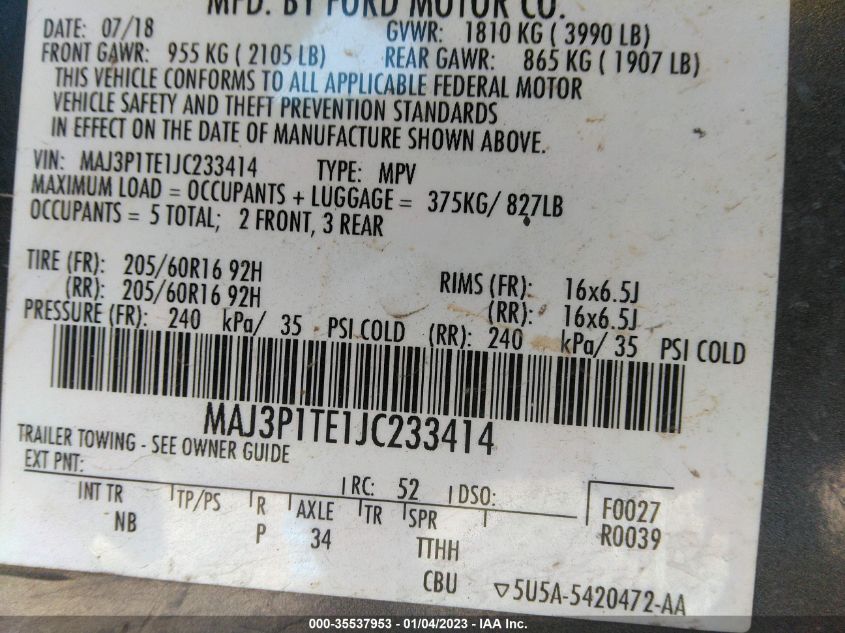 MFD. BY FORD MOTOR CO.
DATE: 07/18 GVWR: 1810 KG ( 3990 LB)
FRONT GAWR: 955 KG ( 2105 LB) REAR GAWR: 865 KG ( 1907 LB)
THIS VEHICLE CONFORMS TO ALL APPLICABLE FEDERAL MOTOR
VEHICLE SAFETY AND THEFT PREVENTION STANDARDS
IN EFFECT ON THE DATE OF MANUFACTURE SHOWN ABOVE.
VIN: MAJ3P1TE1JC233414 TYPE: MPV
MAXIMUM LOAD = OCCUPANTS + LUGGAGE = 375KG/ 827LB
OCCUPANTS = 5 TOTAL; 2 FRONT, 3 REAR
TIRE (FR): 205/60R16 92H RIMS (FR): 16x6.5J
(RR): 205/60R16 92H (RR): 16x6.5J
PRESSURE (FR): 240 kPa/ 35 PSI COLD (RR): 240 kPa/ 35 PSI COLD
MAJ3P1TE1JC233414
TRAILER TOWING - SEE OWNER GUIDE
EXT PNT: RC: 52 DSO:
INT TR TP/PS R AXLE TR SPR F0027
NB P 34 TTHH R0039
CBU ▽5U5A-5420472-AA
000-35537953 - 01/04/2023 - IAA Inc.